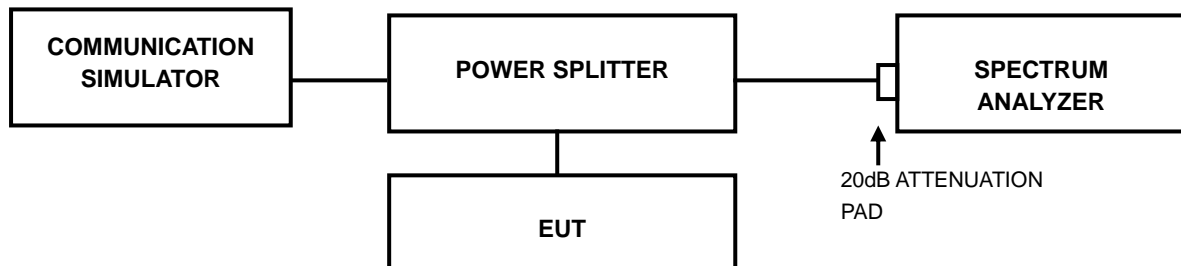 COMMUNICATION
SIMULATOR
POWER SPLITTER
SPECTRUM
ANALYZER
20dB ATTENUATION
PAD
EUT